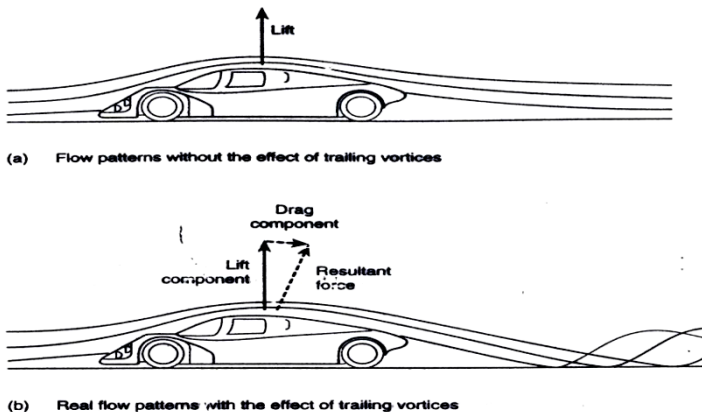 Lift
(a) Flow patterns without the effect of trailing vortices
Drag
component
Lift
component
Resultant
force
(b) Real flow patterns with the effect of trailing vortices